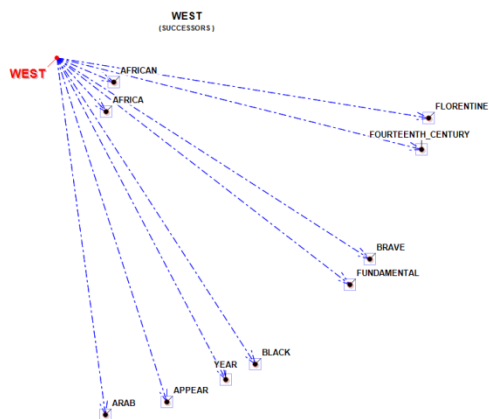 WEST
(SUCCESSORS )
WEST
AFRICAN
AFRICA
FLORENTINE
FOURTEENTH_CENTURY
BRAVE
FUNDAMENTAL
BLACK
YEAR
APPEAR
ARAB